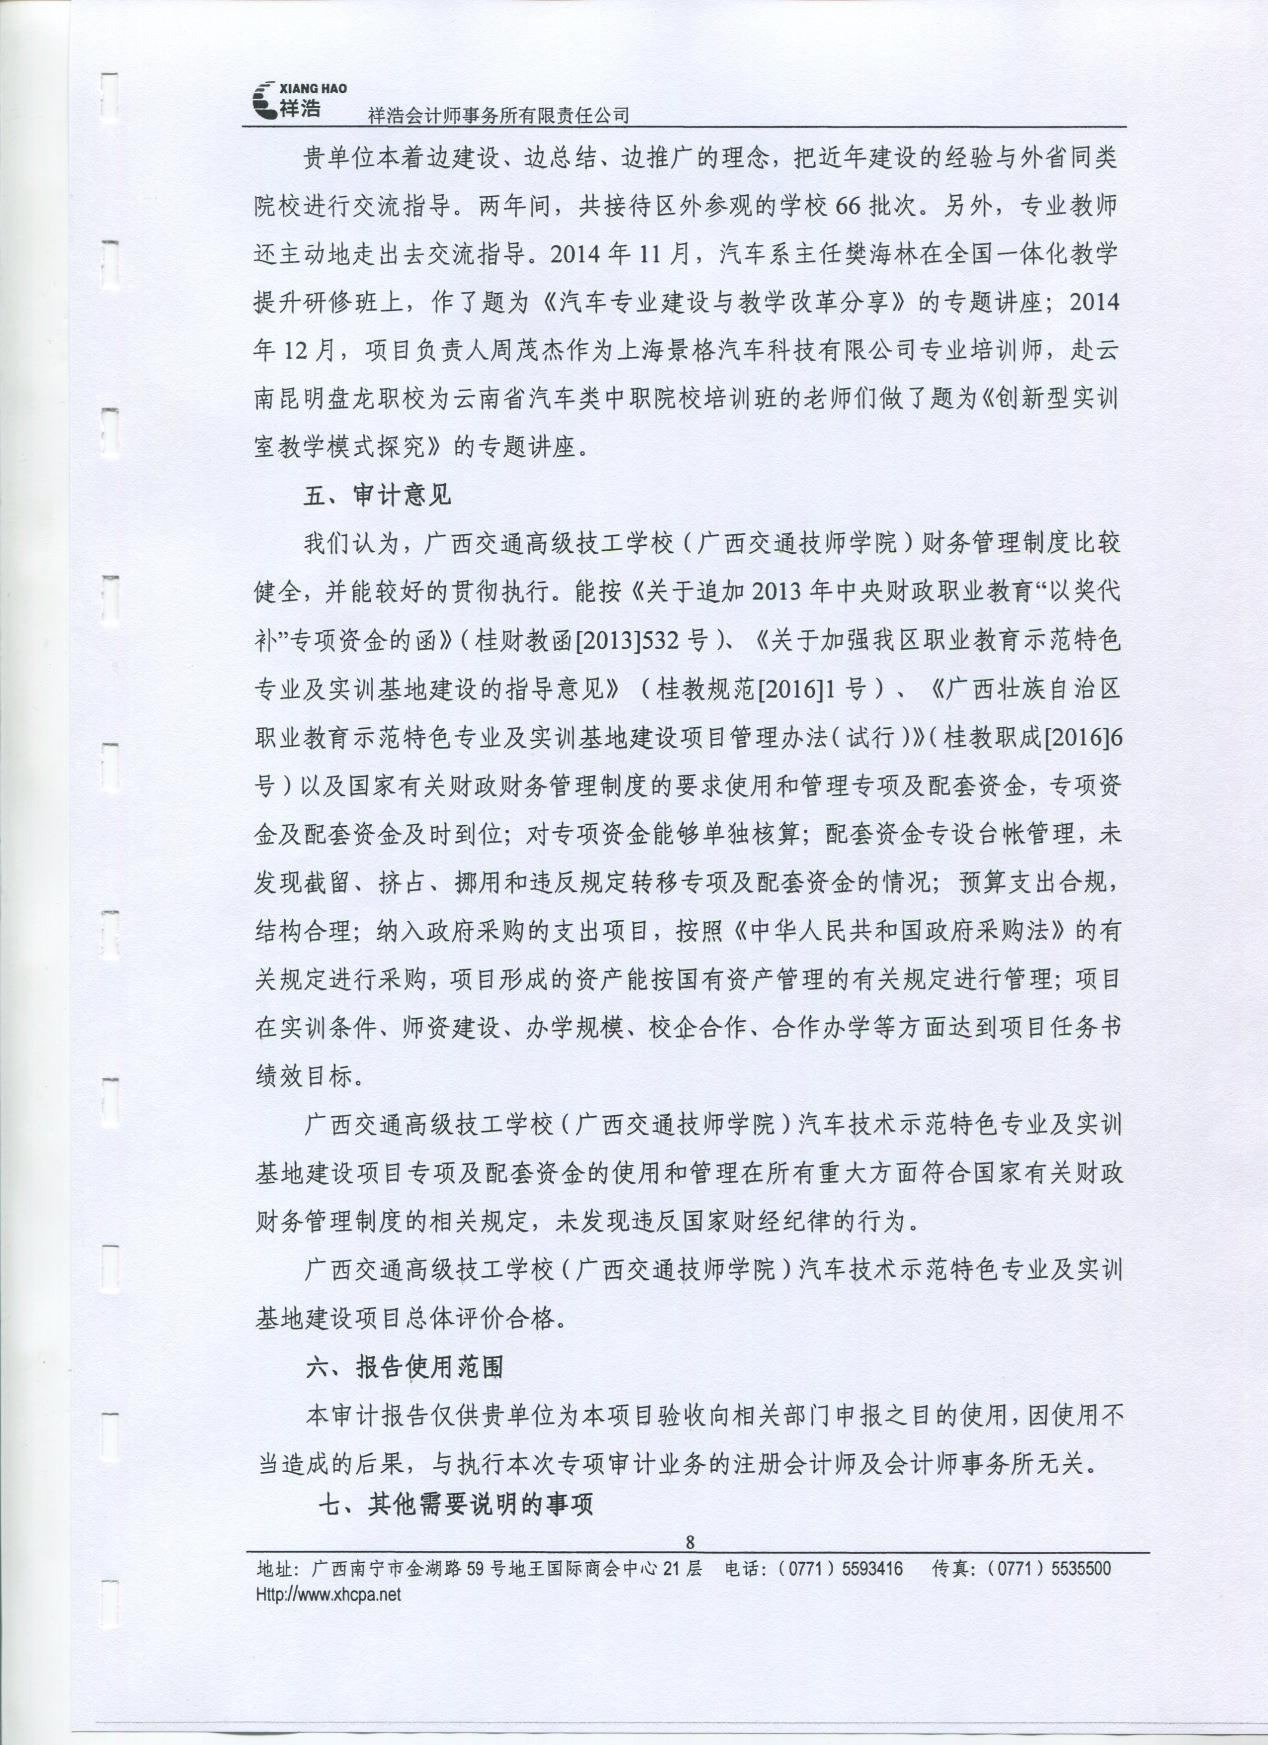 XIANG HAO
祥浩
祥浩会计师事务所有限责任公司
贵单位本着边建设、边总结、边推广的理念，把近年建设的经验与外省同类
院校进行交流指导。两年间，共接待区外参观的学校 66 批次。另外，专业教师
还主动地走出去交流指导。2014 年 11 月，汽车系主任樊海林在全国一体化教学
提升研修班上，作了题为《汽车专业建设与教学改革分享》的专题讲座；2014
年 12 月，项目负责人周茂杰作为上海景格汽车科技有限公司专业培训师，赴云
南昆明盘龙职校为云南省汽车类中职院校培训班的老师们做了题为《创新型实训
室教学模式探究》的专题讲座。
五、审计意见
我们认为，广西交通高级技工学校（广西交通技师学院）财务管理制度比较
健全，并能较好的贯彻执行。能按《关于追加 2013 年中央财政职业教育“以奖代
补”专项资金的函》（桂财教函[2013]532 号）、《关于加强我区职业教育示范特色
专业及实训基地建设的指导意见》（桂教规范[2016]1 号）、《广西壮族自治区
职业教育示范特色专业及实训基地建设项目管理办法（试行）》（桂教职成[2016]6
号）以及国家有关财政财务管理制度的要求使用和管理专项及配套资金，专项资
金及配套资金及时到位；对专项资金能够单独核算；配套资金专设台帐管理，未
发现截留、挤占、挪用和违反规定转移专项及配套资金的情况；预算支出合规，
结构合理；纳入政府采购的支出项目，按照《中华人民共和国政府采购法》的有
关规定进行采购，项目形成的资产能按国有资产管理的有关规定进行管理；项目
在实训条件、师资建设、办学规模、校企合作、合作办学等方面达到项目任务书
绩效目标。
广西交通高级技工学校（广西交通技师学院）汽车技术示范特色专业及实训
基地建设项目专项及配套资金的使用和管理在所有重大方面符合国家有关财政
财务管理制度的相关规定，未发现违反国家财经纪律的行为。
广西交通高级技工学校（广西交通技师学院）汽车技术示范特色专业及实训
基地建设项目总体评价合格。
六、报告使用范围
本审计报告仅供贵单位为本项目验收向相关部门申报之目的使用，因使用不
当造成的后果，与执行本次专项审计业务的注册会计师及会计师事务所无关。
七、其他需要说明的事项
8
地址：广西南宁市金湖路 59 号地王国际商会中心 21 层 电话：（0771）5593416 传真：（0771）5535500
Http://www.xhcpa.net